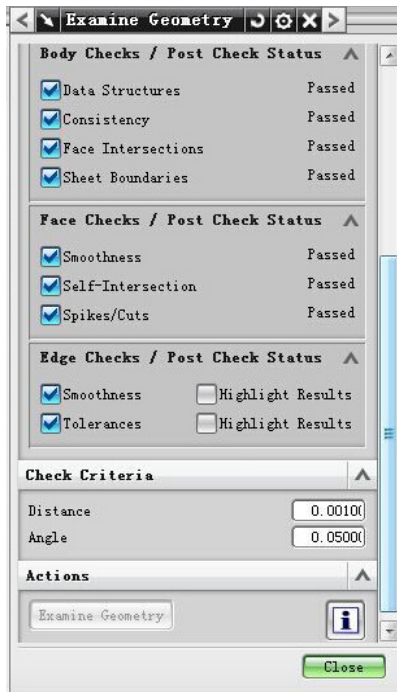 Examine Geometry
Body Checks / Post Check Status
Data Structures Passed
Consistency Passed
Face Intersections Passed
Sheet Boundaries Passed
Face Checks / Post Check Status
Smoothness Passed
Self-Intersection Passed
Spikes/Cuts Passed
Edge Checks / Post Check Status
Smoothness Highlight Results
Tolerances Highlight Results
Check Criteria
Distance 0.0010
Angle 0.0500
Actions
Examine Geometry
Close